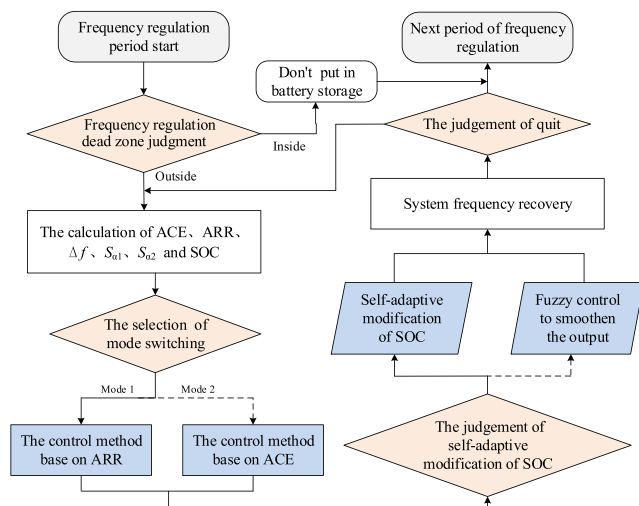 Frequency regulation
period start
Next period of frequency
regulation
Don't put in
battery storage
Frequency regulation
dead zone judgment
Inside
Outside
The judgement of
quit
The calculation of ACE、ARR、
Δf、Sα1、Sα2 and SOC
System frequency recovery
The selection of
mode switching
Self-adaptive
modification
of SOC
Fuzzy control
to smoothen
the output
Mode 1
Mode 2
The control method
base on ARR
The control method
base on ACE
The judgement of
self-adaptive
modification of SOC